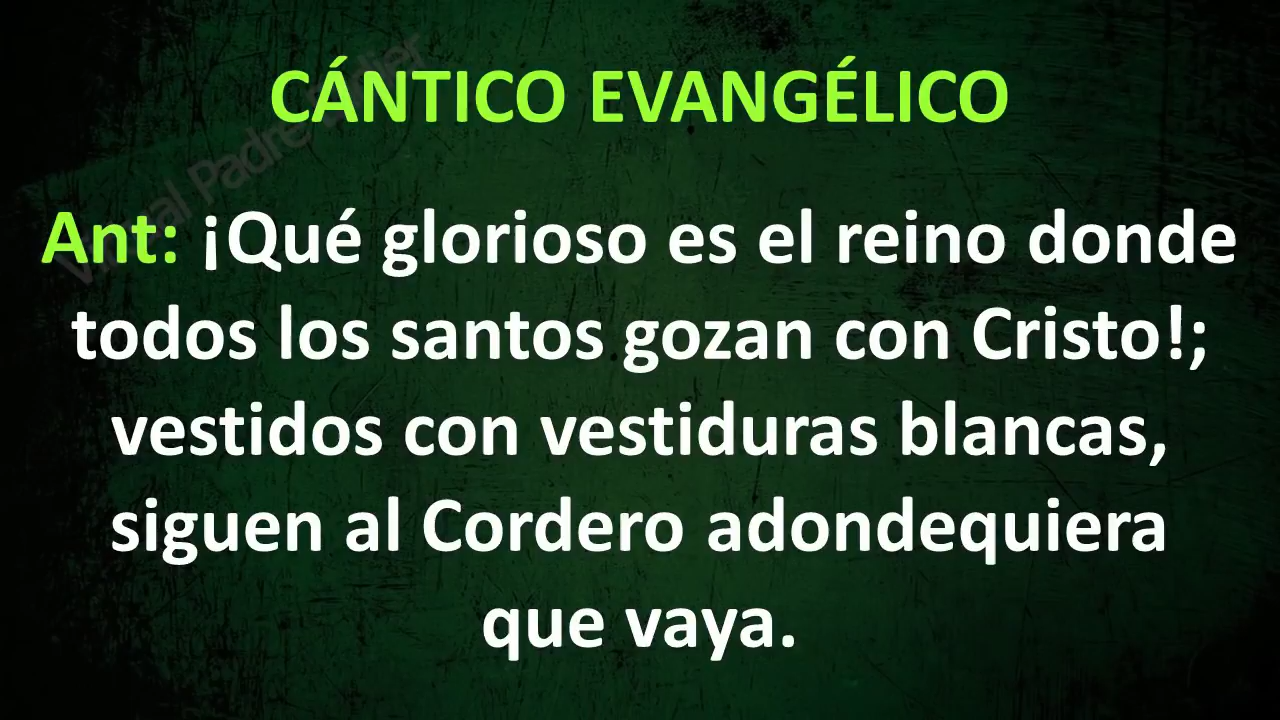 CÁNTICO EVANGÉLICO
Ant: ¡Qué glorioso es el reino donde
todos los santos gozan con Cristo!;
vestidos con vestiduras blancas,
siguen al Cordero adondequiera
que vaya.
Padre